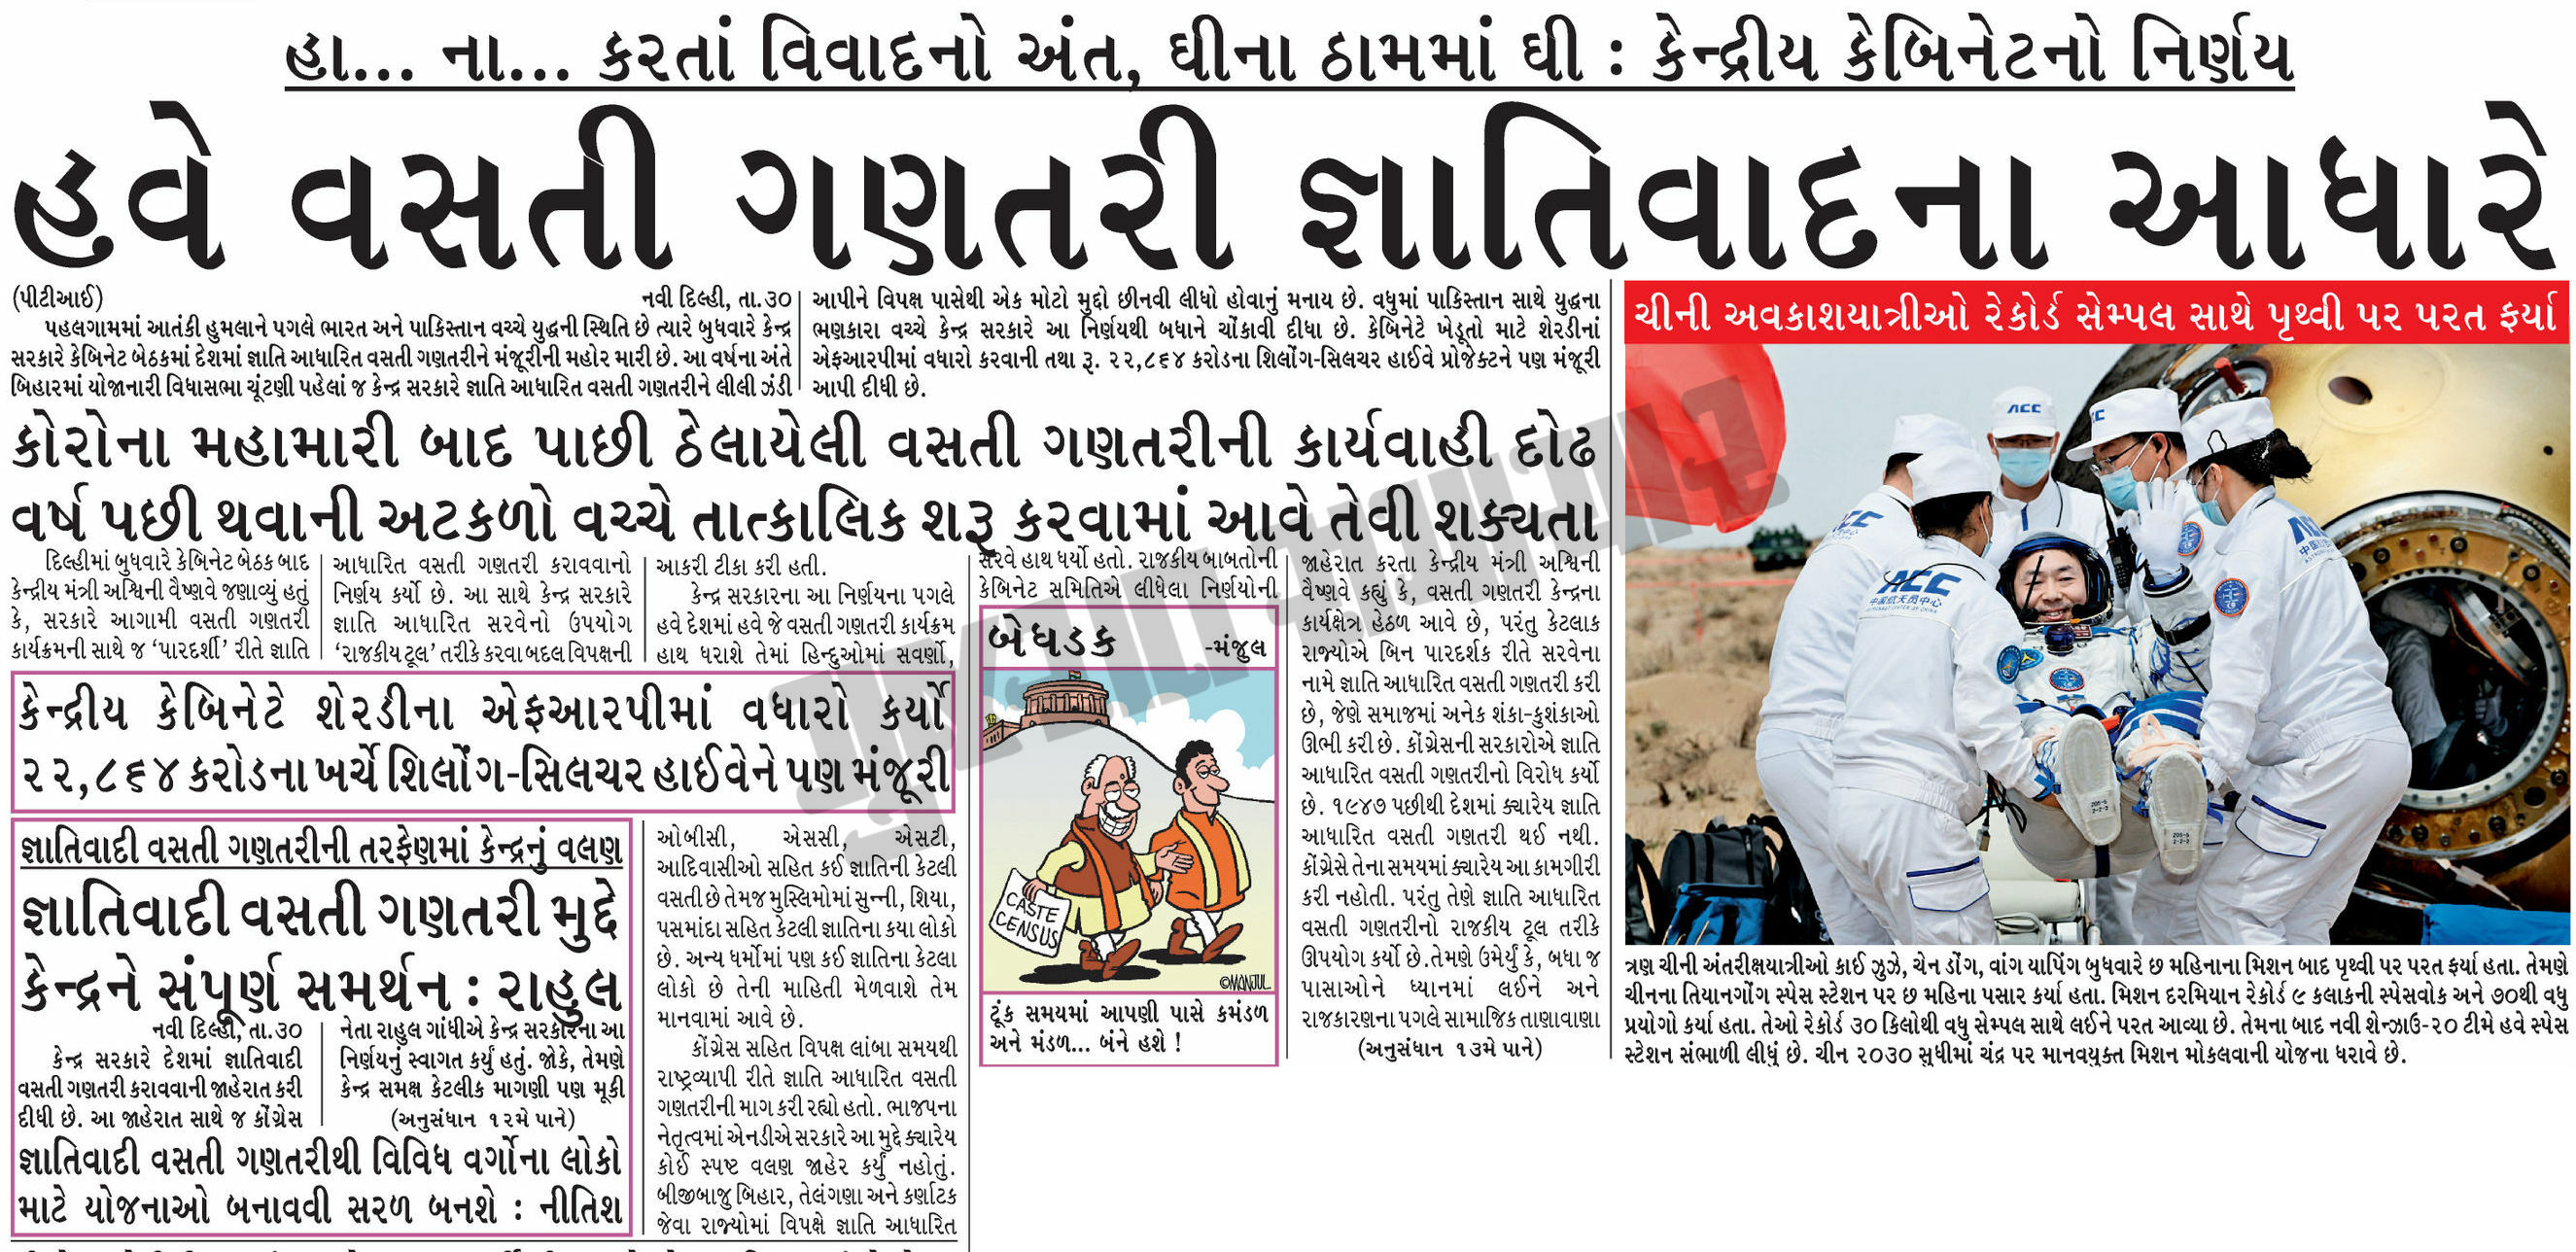 હા... ના... કરતાં વિવાદનો અંત, ઘીના ઠામમાં ઘી : કેન્દ્રીય કેબિનેટનો નિર્ણય
હવે વસતી ગણતરી જ્ઞાતિવાદના આધારે
(પીટીઆઈ) નવી દિલ્હી, તા.૩૦
પહલગામમાં આતંકી હુમલાને પગલે ભારત અને પાકિસ્તાન વચ્ચે યુદ્ધની સ્થિતિ છે ત્યારે બુધવારે કેન્દ્ર
સરકારે કેબિનેટ બેઠકમાં દેશમાં જ્ઞાતિ આધારિત વસતી ગણતરીને મંજૂરીની મહોર મારી છે. આ વર્ષના અંતે
બિહારમાં યોજાનારી વિધાસભા ચૂંટણી પહેલાં જ કેન્દ્ર સરકારે જ્ઞાતિ આધારિત વસતી ગણતરીને લીલી ઝંડી
આપીને વિપક્ષ પાસેથી એક મોટો મુદ્દો છીનવી લીધો હોવાનું મનાય છે. વધુમાં પાકિસ્તાન સાથે યુદ્ધના
ભણકારા વચ્ચે કેન્દ્ર સરકારે આ નિર્ણયથી બધાને ચોંકાવી દીધા છે. કેબિનેટે ખેડૂતો માટે શેરડીનાં
એફઆરપીમાં વધારો કરવાની તથા રૂ. ૨૨,૮૬૪ કરોડના શિલોંગ-સિલચર હાઈવે પ્રોજેક્ટને પણ મંજૂરી
આપી દીધી છે.
કોરોના મહામારી બાદ પાછી ઠેલાયેલી વસતી ગણતરીની કાર્યવાહી દોઢ
વર્ષ પછી થવાની અટકળો વચ્ચે તાત્કાલિક શરૂ કરવામાં આવે તેવી શક્યતા
દિલ્હીમાં બુધવારે કેબિનેટ બેઠક બાદ
કેન્દ્રીય મંત્રી અશ્વિની વૈષ્ણવે જણાવ્યું હતું
કે, સરકારે આગામી વસતી ગણતરી
કાર્યક્રમની સાથે જ ‘પારદર્શી’ રીતે જ્ઞાતિ
આધારિત વસતી ગણતરી કરાવવાનો
નિર્ણય કર્યો છે. આ સાથે કેન્દ્ર સરકારે
જ્ઞાતિ આધારિત સરવેનો ઉપયોગ
‘રાજકીય ટૂલ’ તરીકે કરવા બદલ વિપક્ષની
આકરી ટીકા કરી હતી.
કેન્દ્ર સરકારના આ નિર્ણયના પગલે
હવે દેશમાં હવે જે વસતી ગણતરી કાર્યક્રમ
હાથ ધરાશે તેમાં હિન્દુઓમાં સવર્ણો,
કેન્દ્રીય કેબિનેટે શેરડીના એફઆરપીમાં વધારો કર્યો
૨૨,૮૬૪ કરોડના ખર્ચે શિલોંગ-સિલચર હાઈવેને પણ મંજૂરી
જ્ઞાતિવાદી વસતી ગણતરીની તરફેણમાં કેન્દ્રનું વલણ
જ્ઞાતિવાદી વસતી ગણતરી મુદ્દે
કેન્દ્રને સંપૂર્ણ સમર્થન : રાહુલ
નવી દિલ્હી, તા.૩૦
કેન્દ્ર સરકારે દેશમાં જ્ઞાતિવાદી
વસતી ગણતરી કરાવવાની જાહેરાત કરી
દીધી છે. આ જાહેરાત સાથે જ કોંગ્રેસ
નેતા રાહુલ ગાંધીએ કેન્દ્ર સરકારના આ
નિર્ણયનું સ્વાગત કર્યું હતું. જોકે, તેમણે
કેન્દ્ર સમક્ષ કેટલીક માગણી પણ મૂકી
(અનુસંધાન ૧૨મે પાને)
જ્ઞાતિવાદી વસતી ગણતરીથી વિવિધ વર્ગોના લોકો
માટે યોજનાઓ બનાવવી સરળ બનશે : નીતિશ
ઓબીસી, એસસી, એસટી,
આદિવાસીઓ સહિત કઈ જ્ઞાતિની કેટલી
વસતી છે તેમજ મુસ્લિમોમાં સુન્ની, શિયા,
પસમાંદા સહિત કેટલી જ્ઞાતિના કયા લોકો
છે. અન્ય ધર્મોમાં પણ કઈ જ્ઞાતિના કેટલા
લોકો છે તેની માહિતી મેળવાશે તેમ
માનવામાં આવે છે.
કોંગ્રેસ સહિત વિપક્ષ લાંબા સમયથી
રાષ્ટ્રવ્યાપી રીતે જ્ઞાતિ આધારિત વસતી
ગણતરીની માગ કરી રહ્યો હતો. ભાજપના
નેતૃત્વમાં એનડીએ સરકારે આ મુદ્દે ક્યારેય
કોઈ સ્પષ્ટ વલણ જાહેર કર્યું નહોતું.
બીજીબાજુ બિહાર, તેલંગણા અને કર્ણાટક
જેવા રાજ્યોમાં વિપક્ષે જ્ઞાતિ આધારિત
સરવે હાથ ધર્યો હતો. રાજકીય બાબતોની
કેબિનેટ સમિતિએ લીધેલા નિર્ણયોની
બેધડક
-મંજુલ
CASTE
CENSUS
©MANJUL
ટૂંક સમયમાં આપણી પાસે કમંડળ
અને મંડળ... બંને હશે !
જાહેરાત કરતા કેન્દ્રીય મંત્રી અશ્વિની
વૈષ્ણવે કહ્યું કે, વસતી ગણતરી કેન્દ્રના
કાર્યક્ષેત્ર હેઠળ આવે છે, પરંતુ કેટલાક
રાજ્યોએ બિન પારદર્શક રીતે સરવેના
નામે જ્ઞાતિ આધારિત વસતી ગણતરી કરી
છે, જેણે સમાજમાં અનેક શંકા-કુશંકાઓ
ઊભી કરી છે. કોંગ્રેસની સરકારોએ જ્ઞાતિ
આધારિત વસતી ગણતરીનો વિરોધ કર્યો
છે. ૧૯૪૭ પછીથી દેશમાં ક્યારેય જ્ઞાતિ
આધારિત વસતી ગણતરી થઈ નથી.
કોંગ્રેસે તેના સમયમાં ક્યારેય આ કામગીરી
કરી નહોતી. પરંતુ તેણે જ્ઞાતિ આધારિત
વસતી ગણતરીનો રાજકીય ટૂલ તરીકે
ઊપયોગ કર્યો છે.તેમણે ઉમેર્યું કે, બધા જ
પાસાઓને ધ્યાનમાં લઈને અને
રાજકારણના પગલે સામાજિક તાણાવાણા
(અનુસંધાન ૧૩મે પાને)
ચીની અવકાશયાત્રીઓ રેકોર્ડ સેમ્પલ સાથે પૃથ્વી પર પરત ફર્યા
ACC
ACC
ACC
中国航天员中心
ત્રણ ચીની અંતરીક્ષયાત્રીઓ કાઈ ઝુઝે, ચેન ડોંગ, વાંગ યાપિંગ બુધવારે છ મહિનાના મિશન બાદ પૃથ્વી પર પરત ફર્યા હતા. તેમણે
ચીનના તિયાનગોંગ સ્પેસ સ્ટેશન પર છ મહિના પસાર કર્યા હતા. મિશન દરમિયાન રેકોર્ડ ૯ કલાકની સ્પેસવોક અને ૭૦થી વધુ
પ્રયોગો કર્યા હતા. તેઓ રેકોર્ડ ૩૦ કિલોથી વધુ સેમ્પલ સાથે લઈને પરત આવ્યા છે. તેમના બાદ નવી શેન્ઝાઉ-૨૦ ટીમે હવે સ્પેસ
સ્ટેશન સંભાળી લીધું છે. ચીન ૨૦૩૦ સુધીમાં ચંદ્ર પર માનવયુક્ત મિશન મોકલવાની યોજના ધરાવે છે.
ગુજરાત સમાચાર